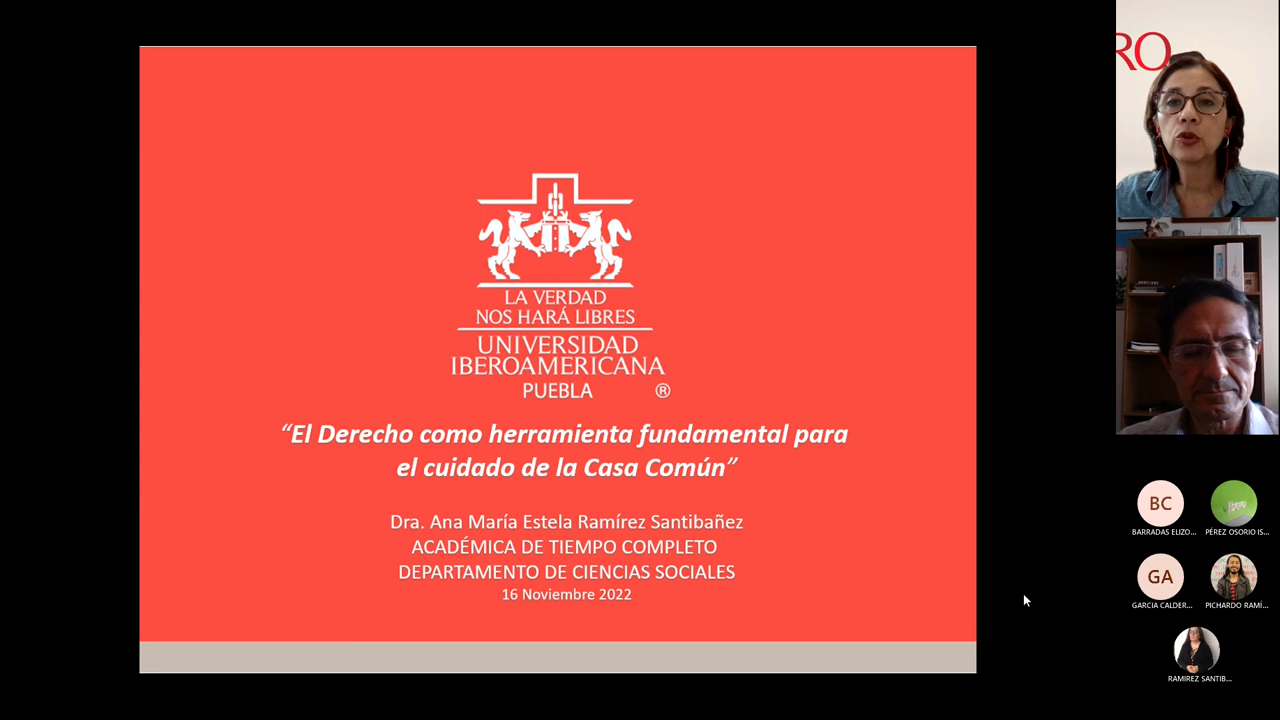 LA VERDAD
NOS HARÁ LIBRES
UNIVERSIDAD
IBEROAMERICANA
PUEBLA ®
“El Derecho como herramienta fundamental para
el cuidado de la Casa Común”
Dra. Ana María Estela Ramírez Santibañez
ACADÉMICA DE TIEMPO COMPLETO
DEPARTAMENTO DE CIENCIAS SOCIALES
16 Noviembre 2022
RO
BC
BARRADAS ELIZO...
PÉREZ OSORIO IS...
GA
GARCIA CALDER...
PICHARDO RAMÍ...
RAMIREZ SANTIB...